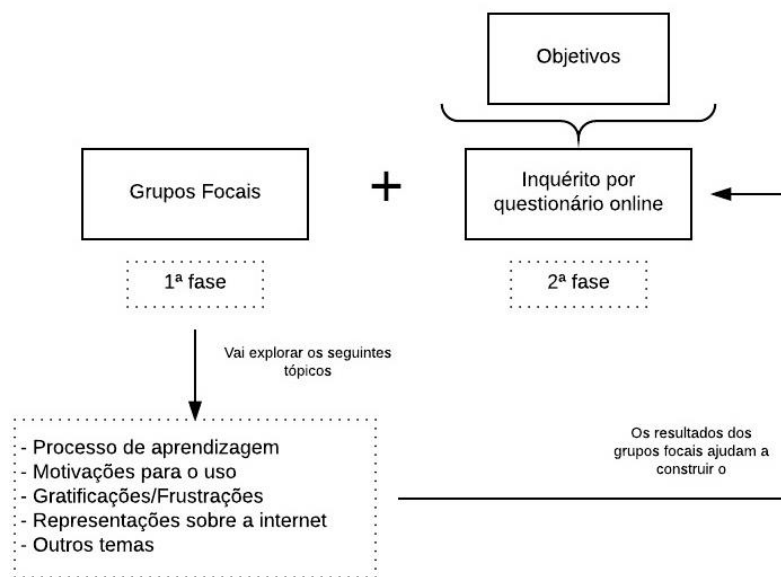 Objetivos
Grupos Focais
+
Inquérito por
questionário online
1ª fase
2ª fase
Vai explorar os seguintes
tópicos
- Processo de aprendizagem
- Motivações para o uso
- Gratificações/Frustrações
- Representações sobre a internet
- Outros temas
Os resultados dos
grupos focais ajudam a
construir o